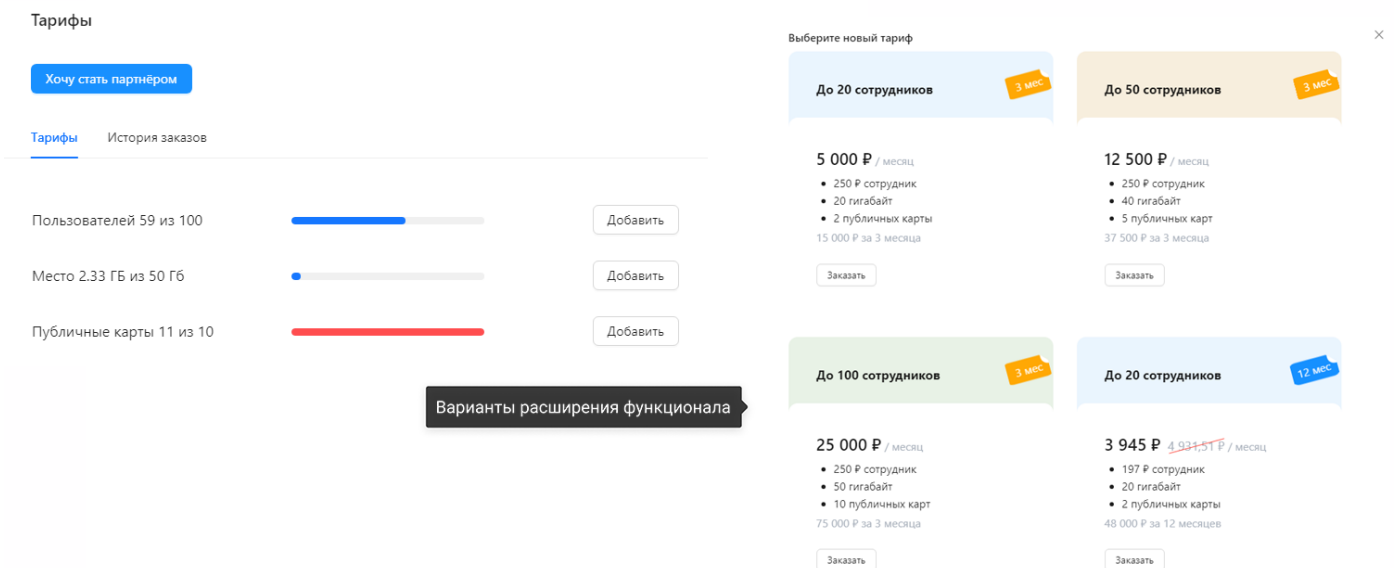 Тарифы
Хочу стать партнёром
Тарифы
История заказов
Пользователей 59 из 100
Добавить
Место 2.33 ГБ из 50 Гб
Добавить
Публичные карты 11 из 10
Добавить
Варианты расширения функционала
Выберите новый тариф
До 20 сотрудников
3 мес
5 000 ₽ / месяц
250 ₽ сотрудник
20 гигабайт
2 публичных карты
15 000 ₽ за 3 месяца
Заказать
До 50 сотрудников
3 мес
12 500 ₽ / месяц
250 ₽ сотрудник
40 гигабайт
5 публичных карт
37 500 ₽ за 3 месяца
Заказать
До 100 сотрудников
3 мес
25 000 ₽ / месяц
250 ₽ сотрудник
50 гигабайт
10 публичных карт
75 000 ₽ за 3 месяца
Заказать
До 20 сотрудников
12 мес
3 945 ₽ 4 931,51 ₽ / месяц
197 ₽ сотрудник
20 гигабайт
2 публичных карты
48 000 ₽ за 12 месяцев
Заказать